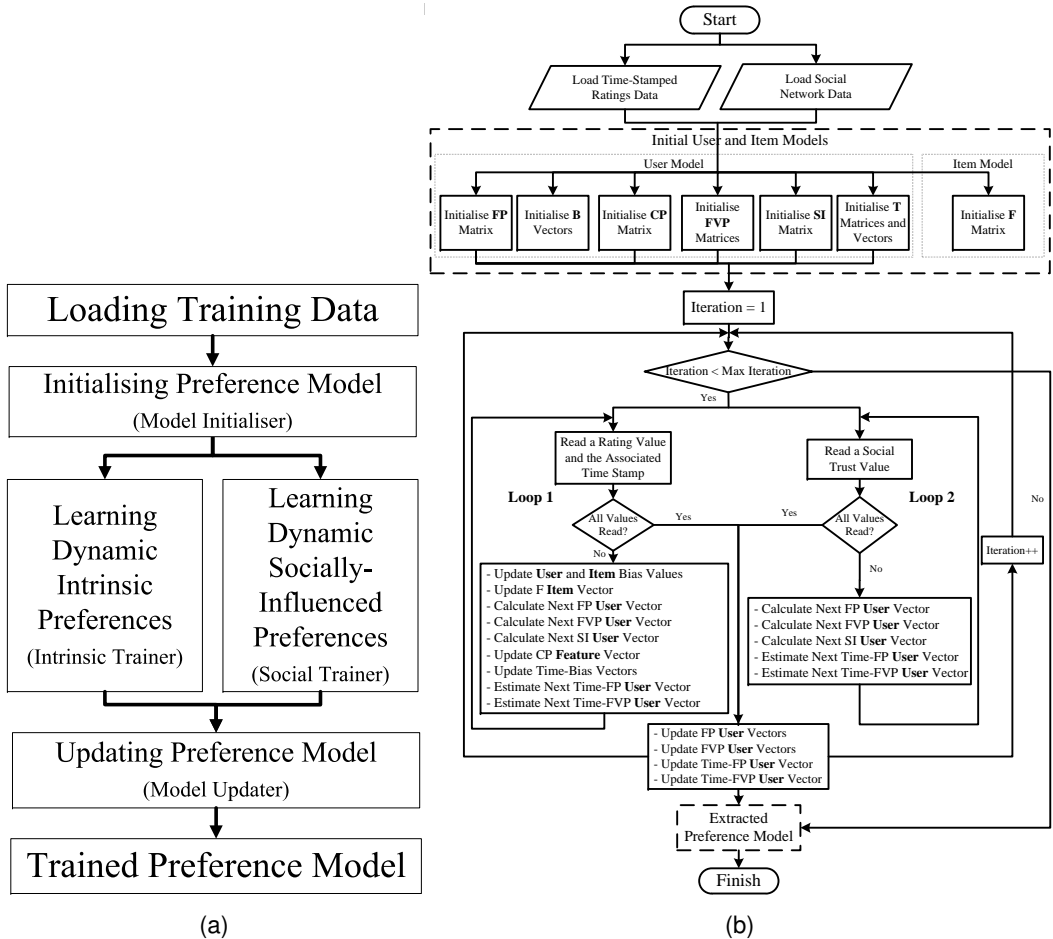 Loading Training Data
Initialising Preference Model
(Model Initialiser)
Learning
Dynamic
Intrinsic
Preferences
(Intrinsic Trainer)
Learning
Dynamic
Socially-
Influenced
Preferences
(Social Trainer)
Updating Preference Model
(Model Updater)
Trained Preference Model
(a)
Start
Load Time-Stamped
Ratings Data
Load Social
Network Data
Initial User and Item Models
User Model
Item Model
Initialise FP
Matrix
Initialise B
Vectors
Initialise CP
Matrix
Initialise
FVP
Matrices
Initialise SI
Matrix
Initialise T
Matrices and
Vectors
Initialise F
Matrix
Iteration = 1
Iteration < Max Iteration
Yes
No
Read a Rating Value
and the Associated
Time Stamp
Loop 1
All Values
Read?
Yes
No
- Update User and Item Bias Values
- Update F Item Vector
- Calculate Next FP User Vector
- Calculate Next FVP User Vector
- Calculate Next SI User Vector
- Update CP Feature Vector
- Update Time-Bias Vectors
- Estimate Next Time-FP User Vector
- Estimate Next Time-FVP User Vector
Read a Social
Trust Value
Loop 2
All Values
Read?
Yes
No
- Calculate Next FP User Vector
- Calculate Next FVP User Vector
- Calculate Next SI User Vector
- Estimate Next Time-FP User Vector
- Estimate Next Time-FVP User Vector
Iteration++
- Update FP User Vectors
- Update FVP User Vectors
- Update Time-FP User Vector
- Update Time-FVP User Vector
Extracted
Preference Model
Finish
(b)